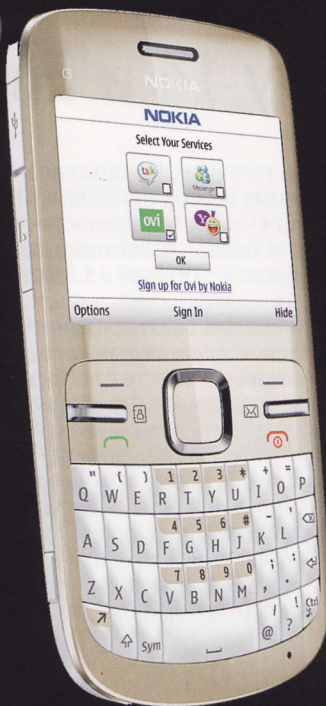 NOKIA
NOKIA
Select Your Services
talk
Messenger
ovi
Y!
OK
Sign up for Ovi by Nokia
Options Sign In Hide
" ( ) 1 2 3 * + =
Q W E R T Y U I O P
4 5 6 # - '
A S D F G H J K L
7 8 9 0 ; :
Z X C V B N M , .
/ ! Ctrl
Sym @ ?